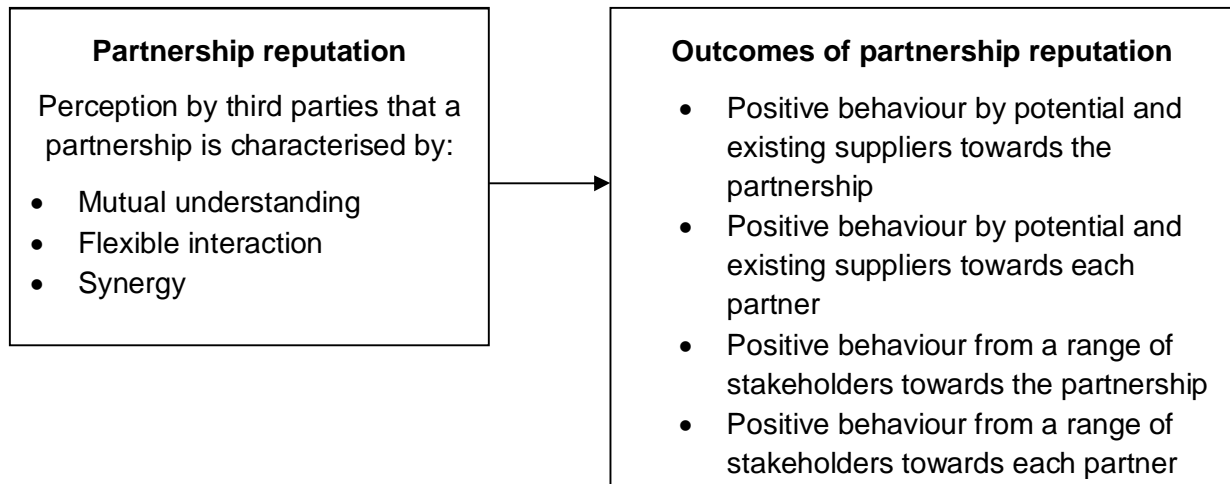 Partnership reputation
Perception by third parties that a
partnership is characterised by:
• Mutual understanding
• Flexible interaction
• Synergy
Outcomes of partnership reputation
• Positive behaviour by potential and
existing suppliers towards the
partnership
• Positive behaviour by potential and
existing suppliers towards each
partner
• Positive behaviour from a range of
stakeholders towards the partnership
• Positive behaviour from a range of
stakeholders towards each partner